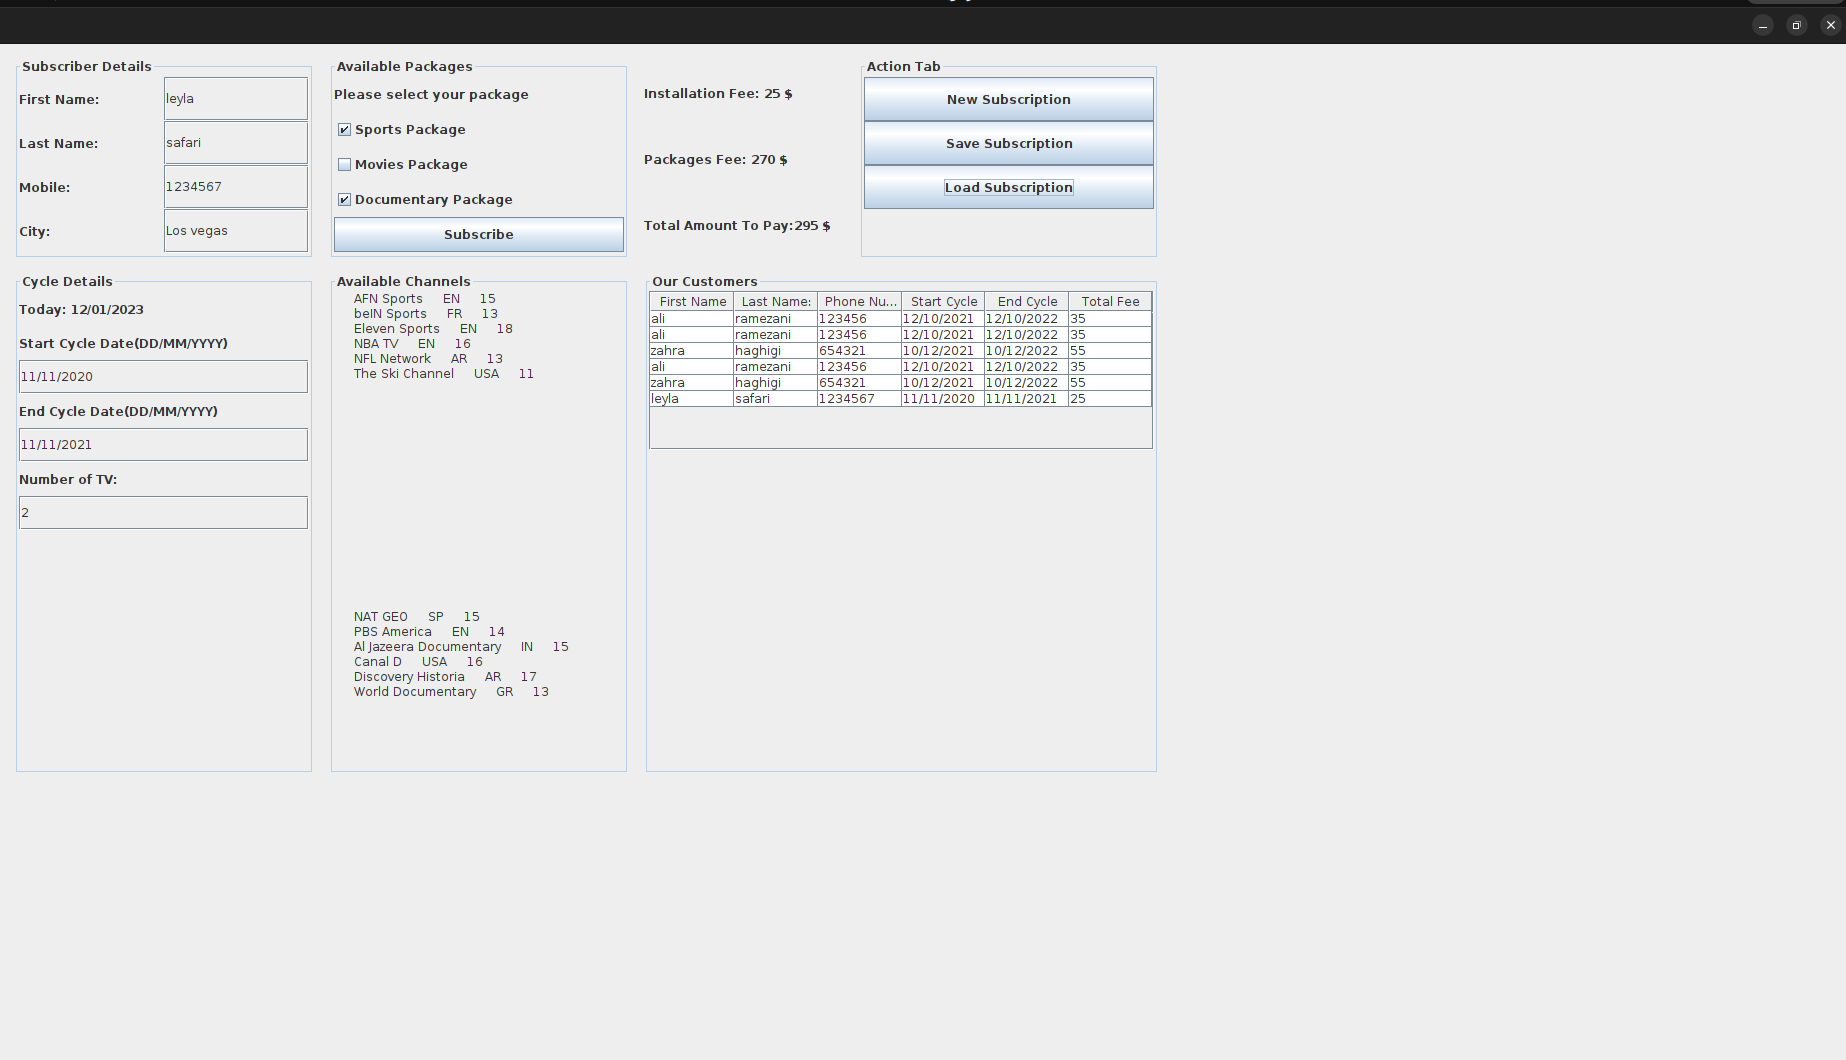 Subscriber Details
First Name: leyla
Last Name: safari
Mobile: 1234567
City: Los vegas
Available Packages
Please select your package
Sports Package
Movies Package
Documentary Package
Subscribe
Installation Fee: 25 $
Packages Fee: 270 $
Total Amount To Pay:295 $
Action Tab
New Subscription
Save Subscription
Load Subscription
Cycle Details
Today: 12/01/2023
Start Cycle Date(DD/MM/YYYY)
11/11/2020
End Cycle Date(DD/MM/YYYY)
11/11/2021
Number of TV:
2
Available Channels
AFN Sports EN 15
beIN Sports FR 13
Eleven Sports EN 18
NBA TV EN 16
NFL Network AR 13
The Ski Channel USA 11
NAT GEO SP 15
PBS America EN 14
Al Jazeera Documentary IN 15
Canal D USA 16
Discovery Historia AR 17
World Documentary GR 13
Our Customers
First Name Last Name: Phone Nu... Start Cycle End Cycle Total Fee
ali ramezani 123456 12/10/2021 12/10/2022 35
ali ramezani 123456 12/10/2021 12/10/2022 35
zahra haghigi 654321 10/12/2021 10/12/2022 55
ali ramezani 123456 12/10/2021 12/10/2022 35
zahra haghigi 654321 10/12/2021 10/12/2022 55
leyla safari 1234567 11/11/2020 11/11/2021 25